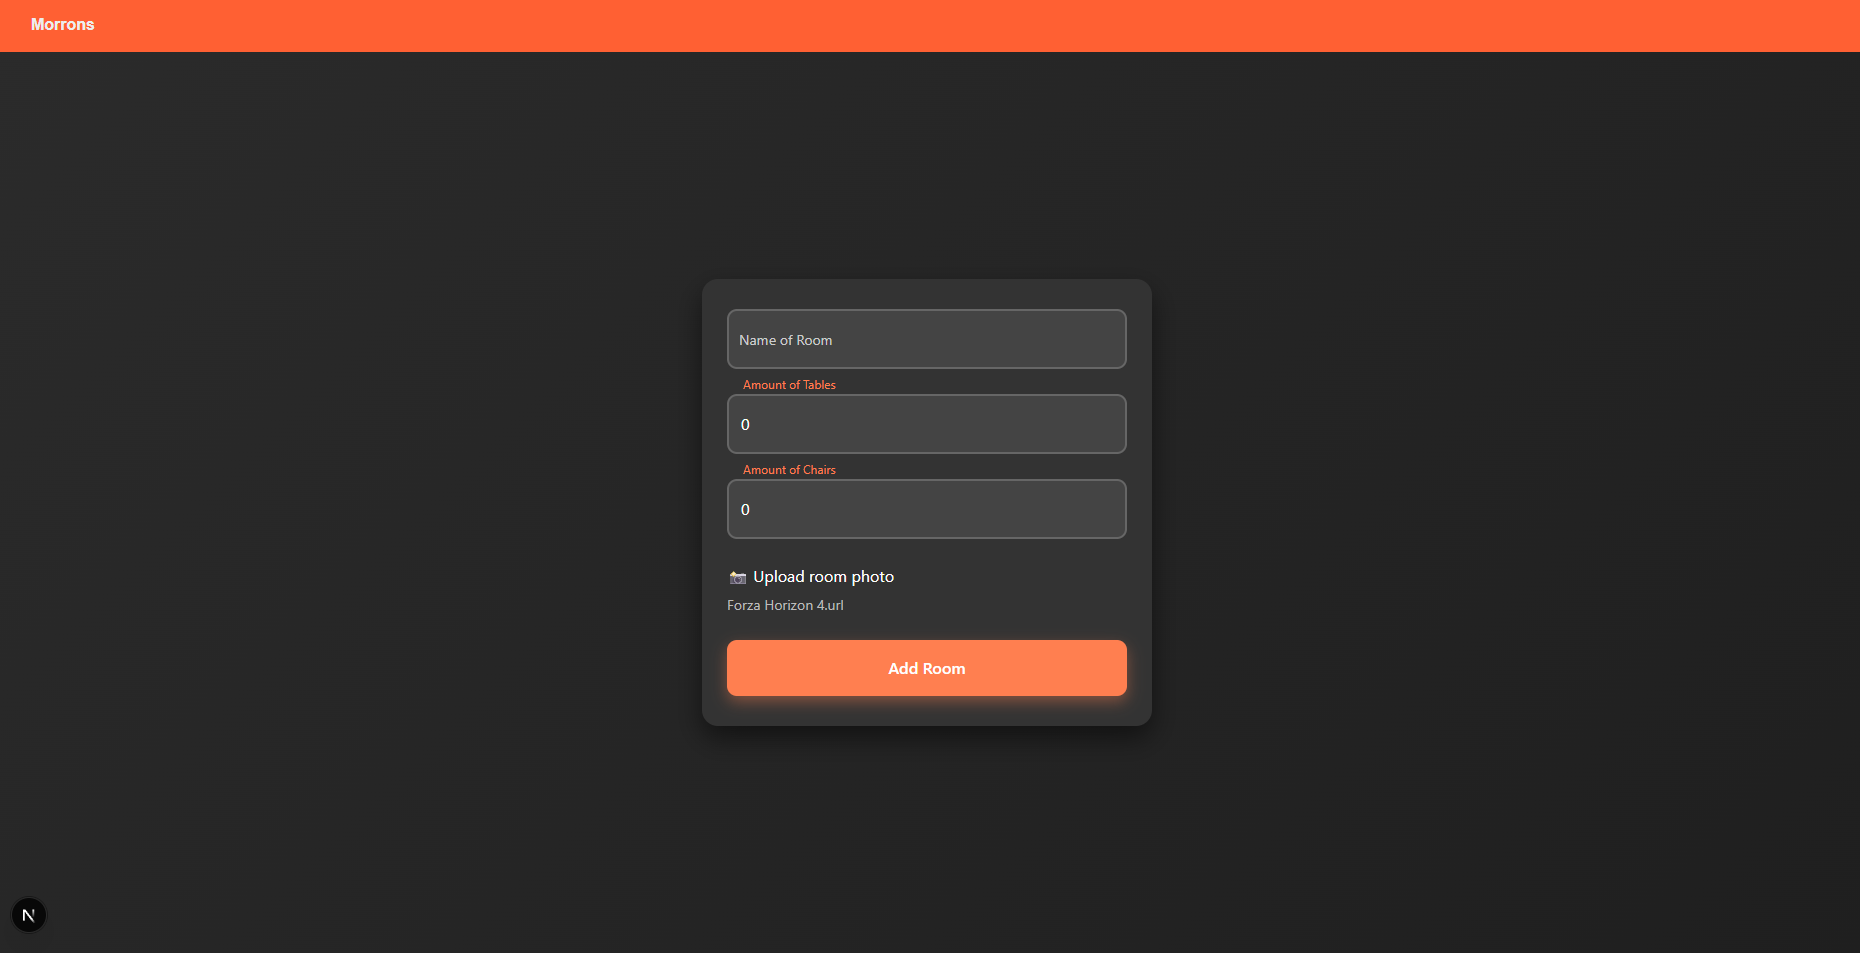 Morrons
Name of Room
Amount of Tables
0
Amount of Chairs
0
📷 Upload room photo
Forza Horizon 4.url
Add Room
N